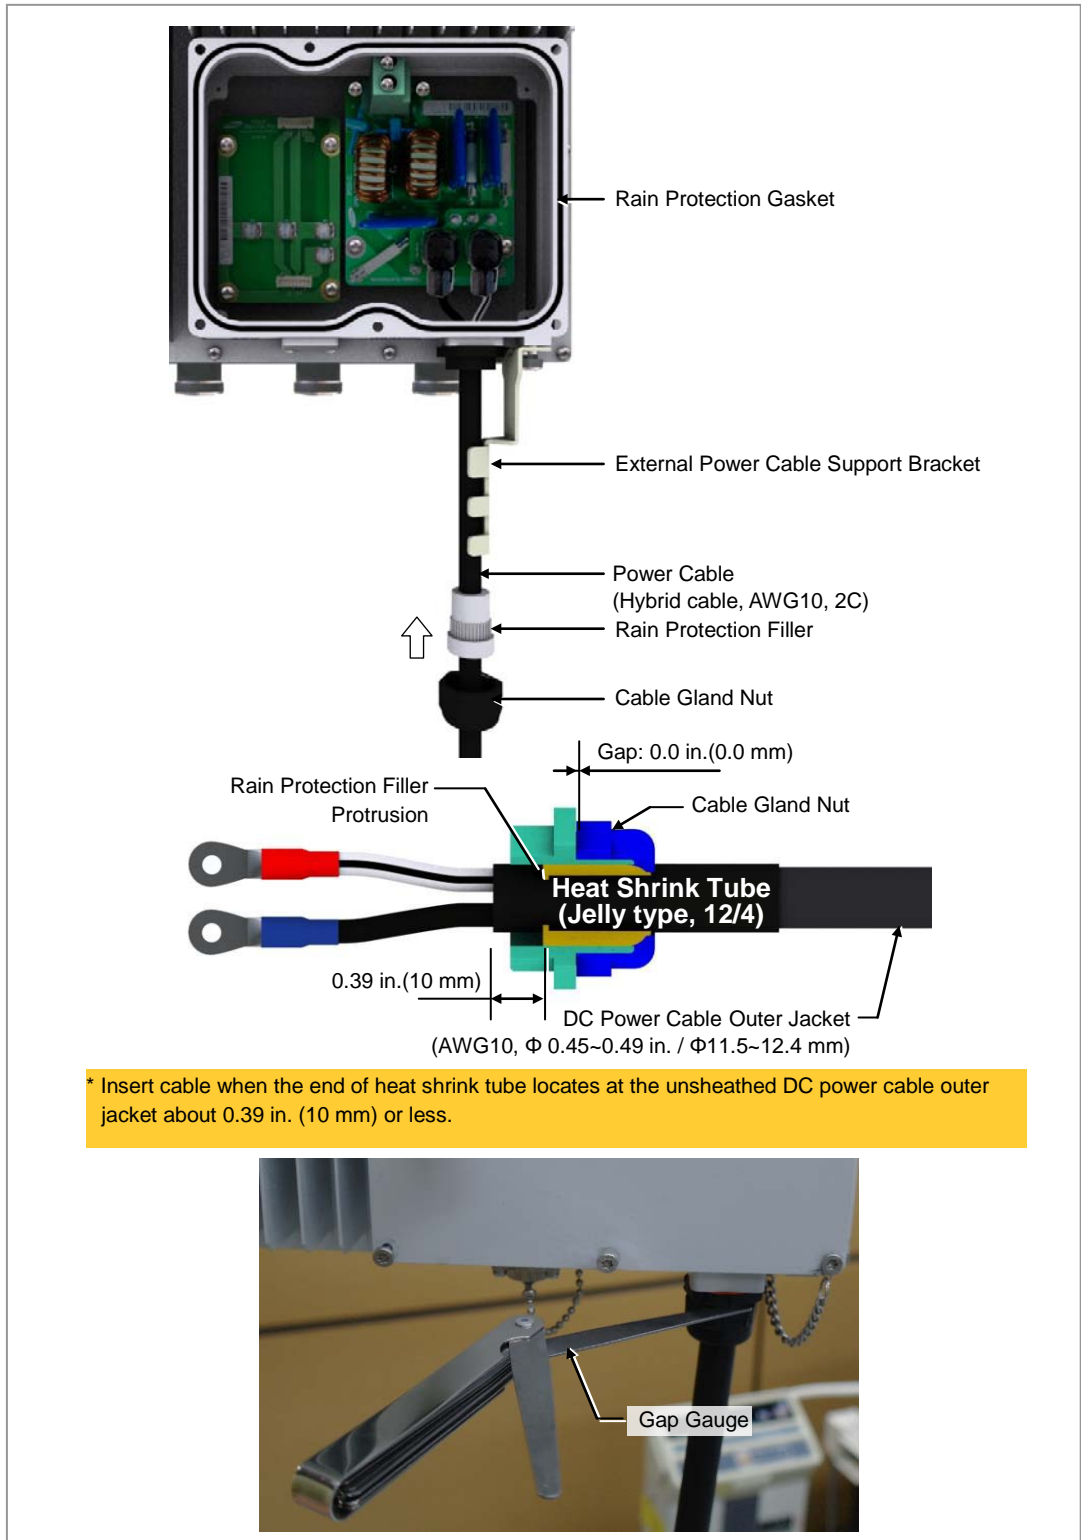 Rain Protection Gasket
External Power Cable Support Bracket
Power Cable
(Hybrid cable, AWG10, 2C)
Rain Protection Filler
Cable Gland Nut
Gap: 0.0 in.(0.0 mm)
Rain Protection Filler
Protrusion
Cable Gland Nut
Heat Shrink Tube
(Jelly type, 12/4)
0.39 in.(10 mm)
DC Power Cable Outer Jacket
(AWG10, Φ 0.45~0.49 in. / Φ11.5~12.4 mm)
* Insert cable when the end of heat shrink tube locates at the unsheathed DC power cable outer
jacket about 0.39 in. (10 mm) or less.
Gap Gauge